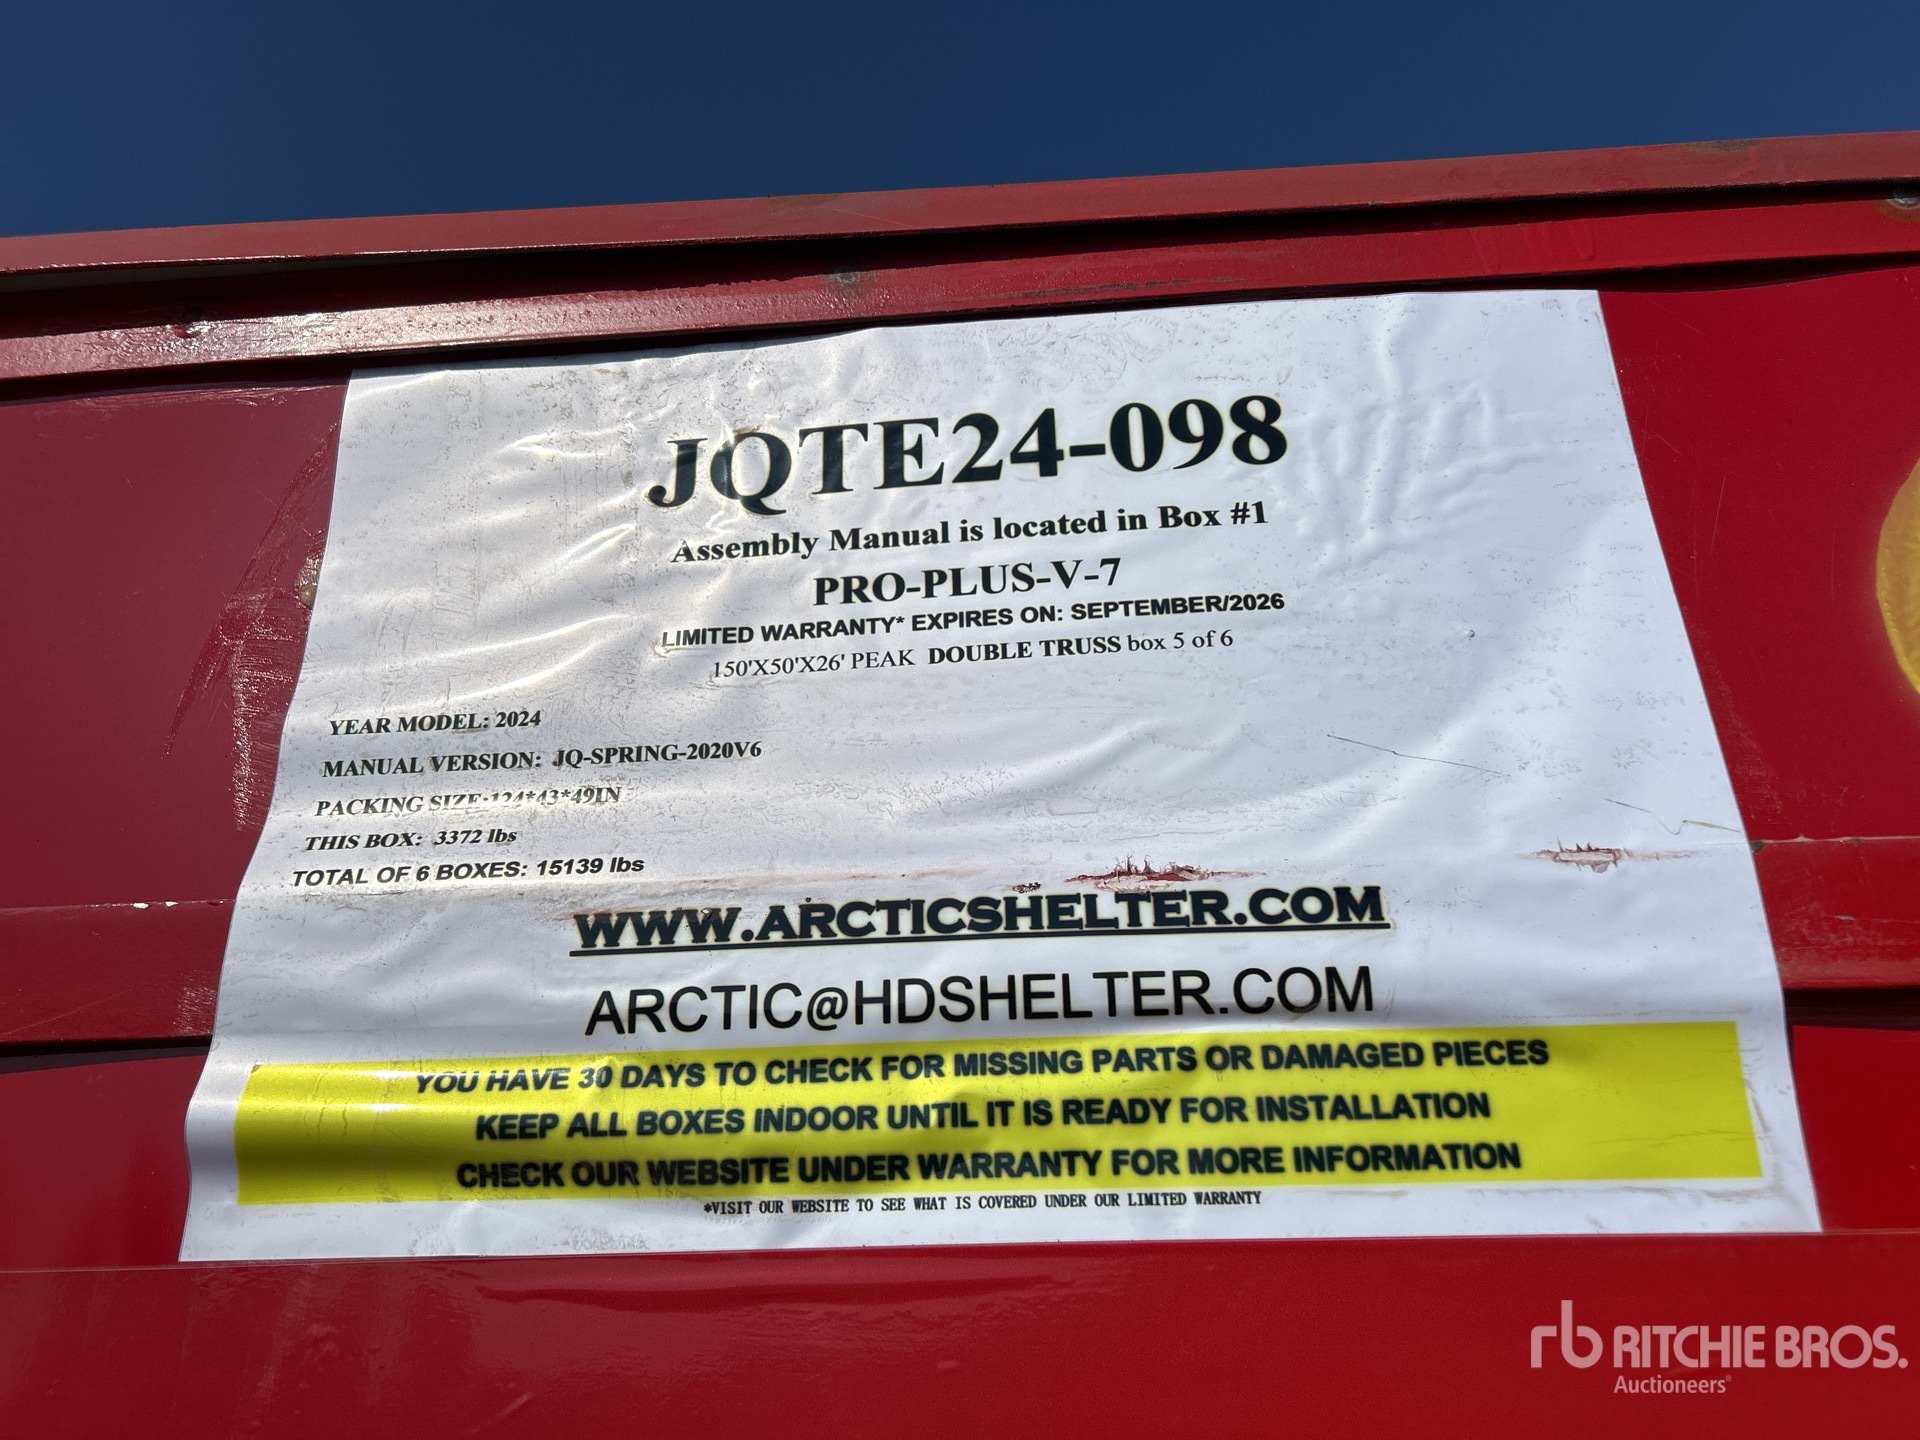 JQTE24-098
Assembly Manual is located in Box #1
PRO-PLUS-V-7
LIMITED WARRANTY* EXPIRES ON: SEPTEMBER/2026
150'X50'X26' PEAK DOUBLE TRUSS box 5 of 6
YEAR MODEL: 2024
MANUAL VERSION: JQ-SPRING-2020V6
PACKING SIZE:124*43*49IN
THIS BOX: 3372 lbs
TOTAL OF 6 BOXES: 15139 lbs
WWW.ARCTICSHELTER.COM
ARCTIC@HDSHELTER.COM
YOU HAVE 30 DAYS TO CHECK FOR MISSING PARTS OR DAMAGED PIECES
KEEP ALL BOXES INDOOR UNTIL IT IS READY FOR INSTALLATION
CHECK OUR WEBSITE UNDER WARRANTY FOR MORE INFORMATION
*VISIT OUR WEBSITE TO SEE WHAT IS COVERED UNDER OUR LIMITED WARRANTY
rb RITCHIE BROS.
Auctioneers®